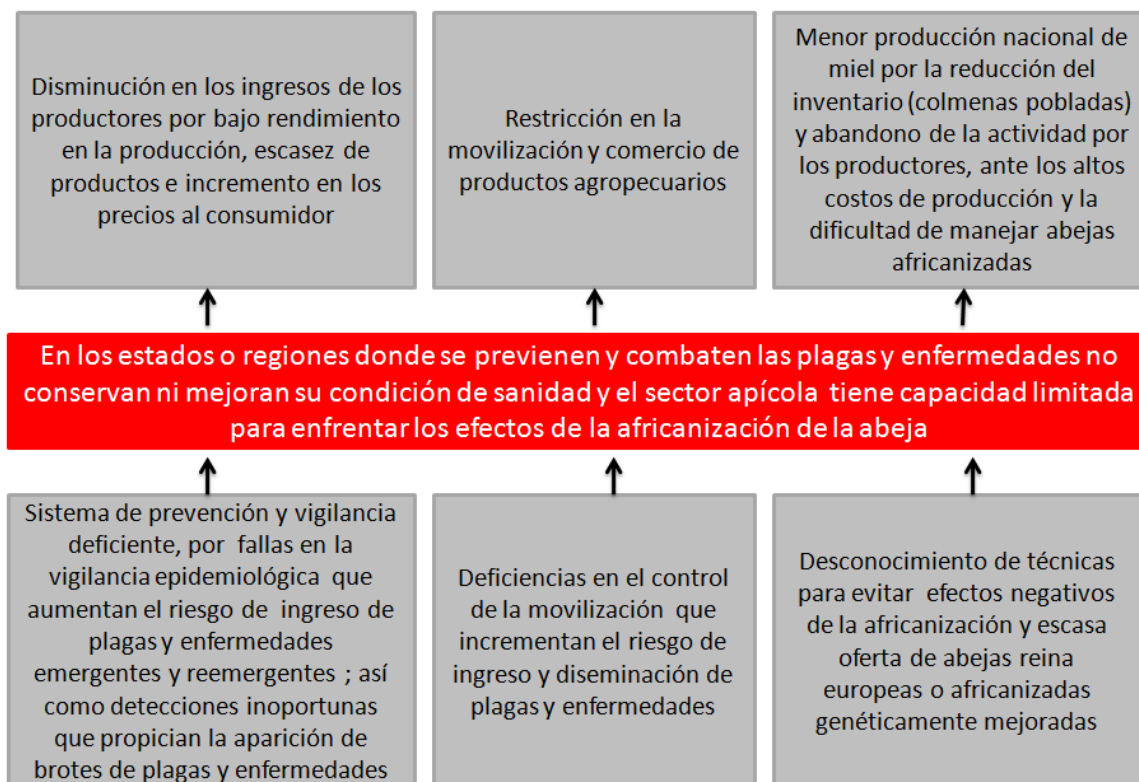 Disminución en los ingresos de los
productores por bajo rendimiento
en la producción, escasez de
productos e incremento en los
precios al consumidor
Restricción en la
movilización y comercio de
productos agropecuarios
Menor producción nacional de
miel por la reducción del
inventario (colmenas pobladas)
y abandono de la actividad por
los productores, ante los altos
costos de producción y la
dificultad de manejar abejas
africanizadas
En los estados o regiones donde se previenen y combaten las plagas y enfermedades no
conservan ni mejoran su condición de sanidad y el sector apícola tiene capacidad limitada
para enfrentar los efectos de la africanización de la abeja
Sistema de prevención y vigilancia
deficiente, por fallas en la
vigilancia epidemiológica que
aumentan el riesgo de ingreso de
plagas y enfermedades
emergentes y reemergentes ; así
como detecciones inoportunas
que propician la aparición de
brotes de plagas y enfermedades
Deficiencias en el control
de la movilización que
incrementan el riesgo de
ingreso y diseminación de
plagas y enfermedades
Desconocimiento de técnicas
para evitar efectos negativos
de la africanización y escasa
oferta de abejas reina
europeas o africanizadas
genéticamente mejoradas